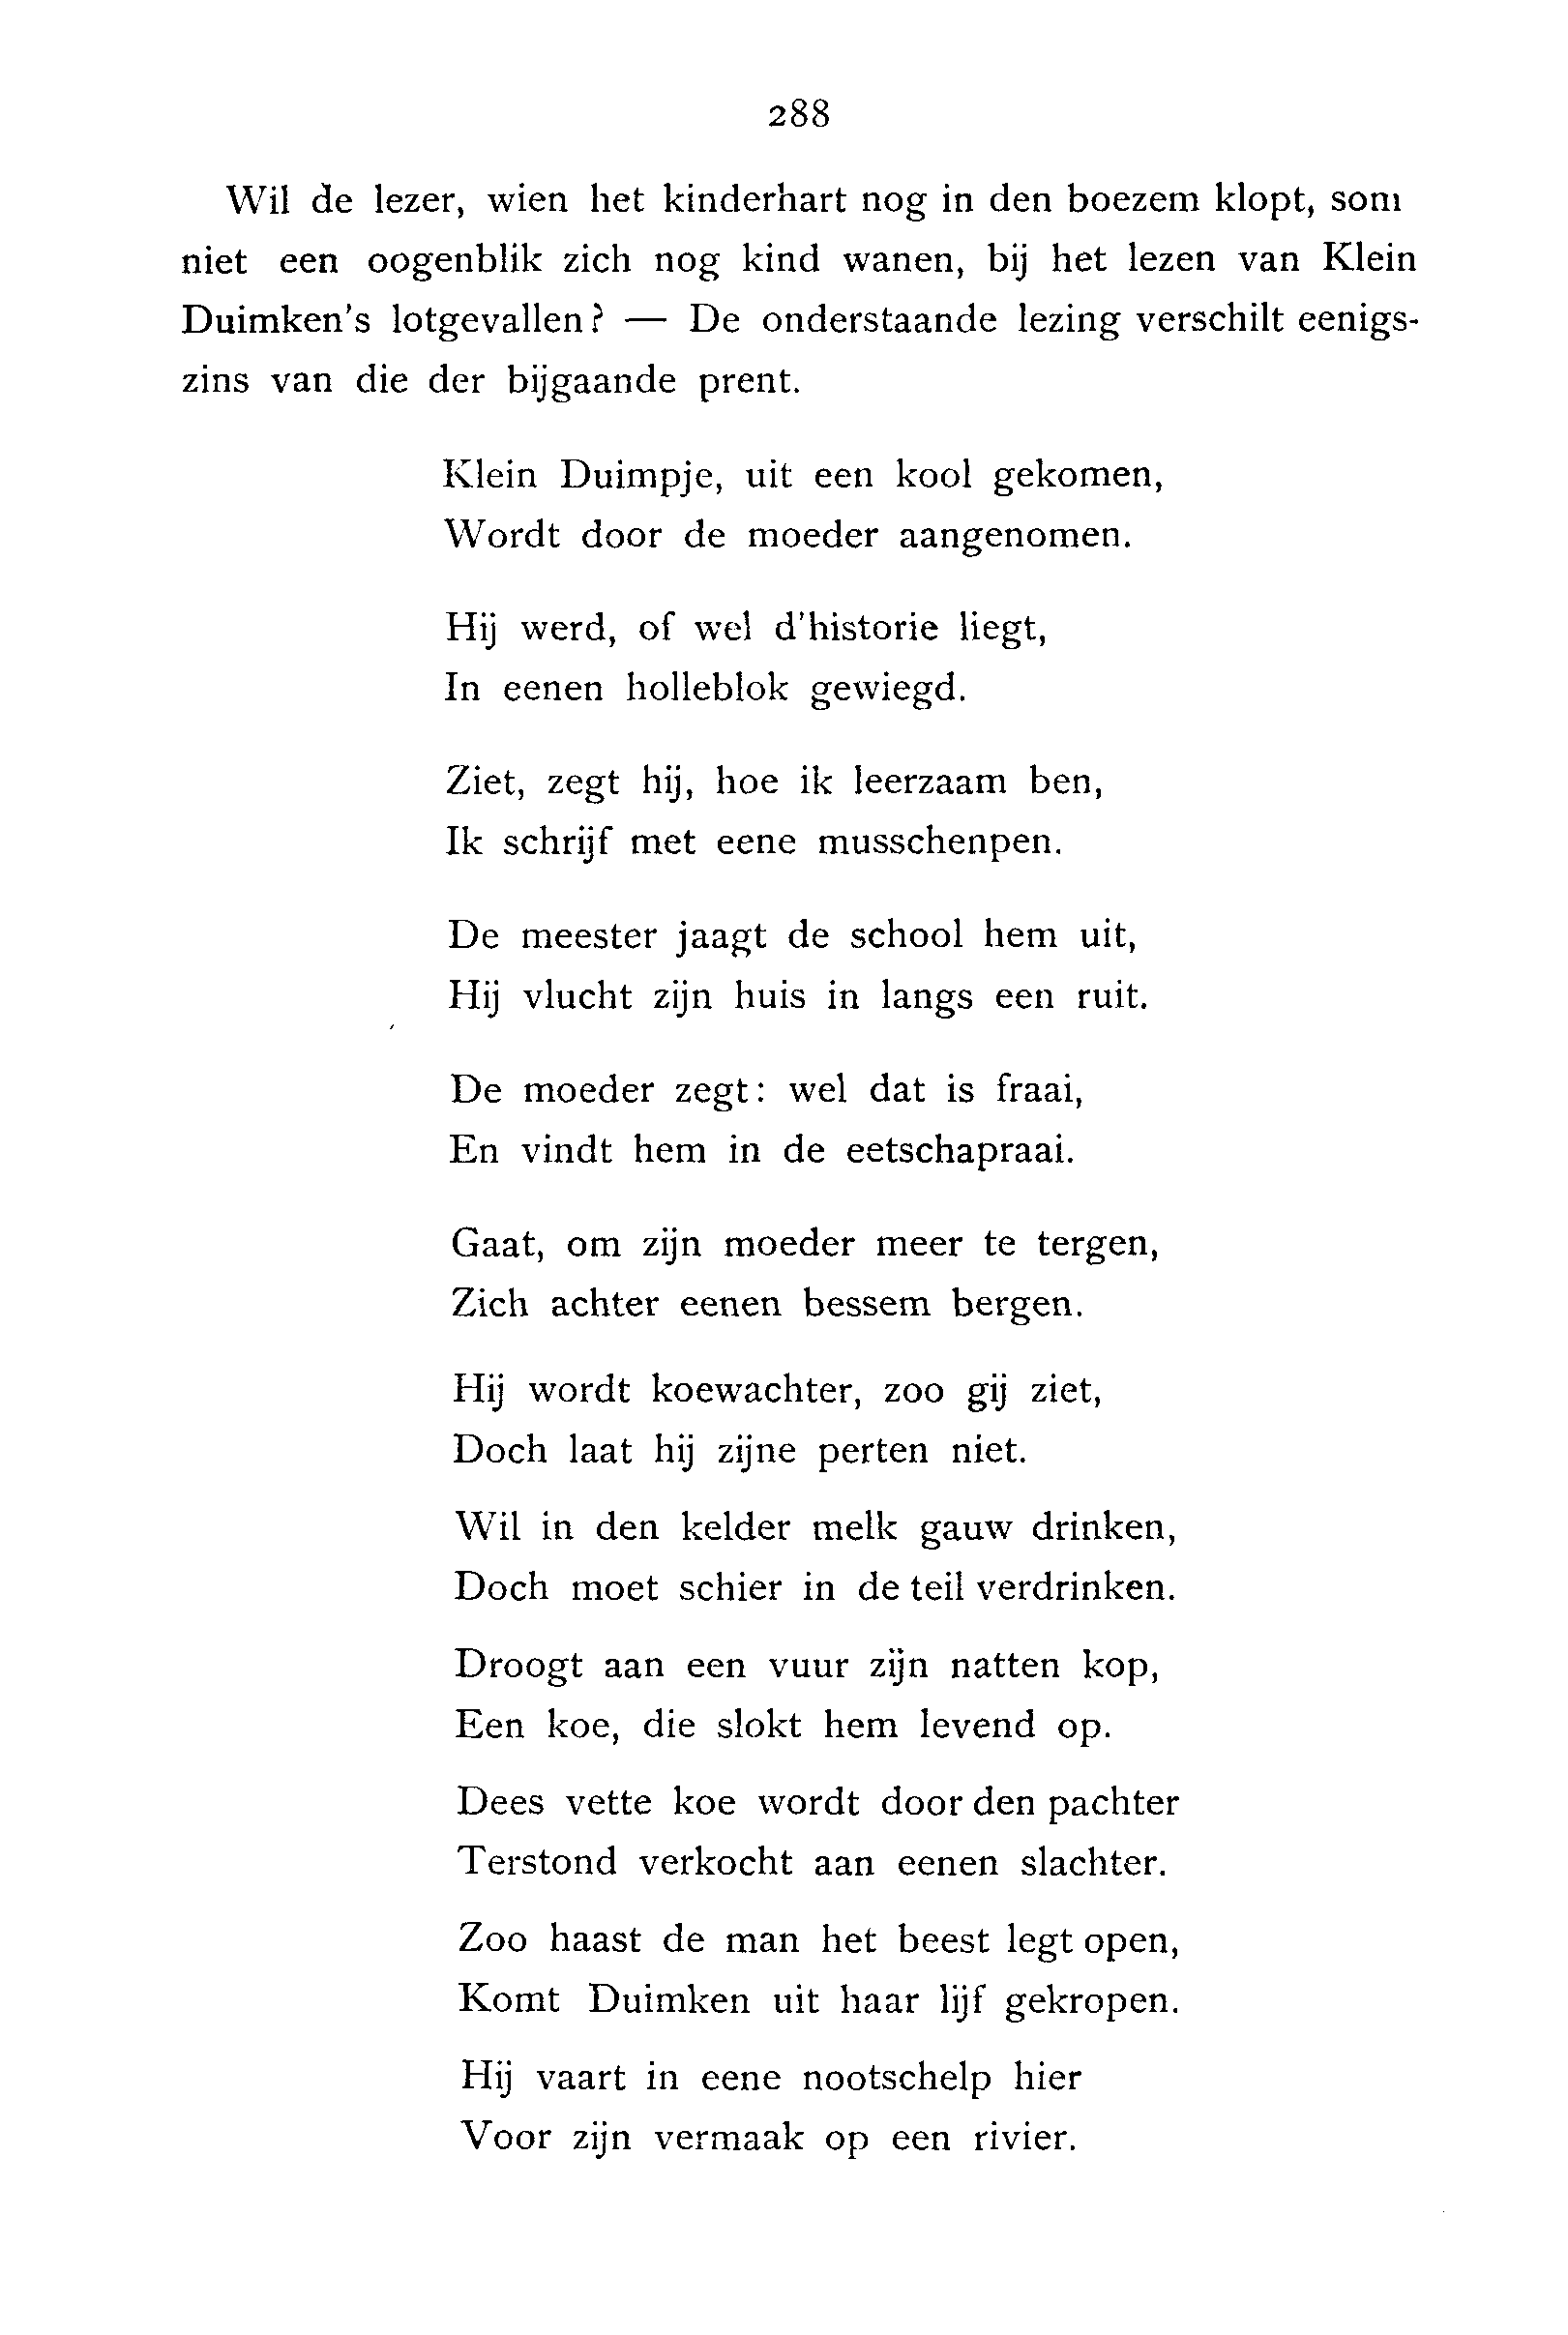 288
Wil de lezer, wien het kinderhart nog in den boezem klopt, som
niet een oogenblik zich nog kind wanen, bij het lezen van Klein
Duimken's lotgevallen? — De onderstaande lezing verschilt eenigs-
zins van die der bijgaande prent.
Klein Duimpje, uit een kool gekomen,
Wordt door de moeder aangenomen.
Hij werd, of wel d'historie liegt,
In eenen holleblok gewiegd.
Ziet, zegt hij, hoe ik leerzaam ben,
Ik schrijf met eene musschenpen.
De meester jaagt de school hem uit,
Hij vlucht zijn huis in langs een ruit.
De moeder zegt: wel dat is fraai,
En vindt hem in de eetschapraai.
Gaat, om zijn moeder meer te tergen,
Zich achter eenen bessem bergen.
Hij wordt koewachter, zoo gij ziet,
Doch laat hij zijne perten niet.
Wil in den kelder melk gauw drinken,
Doch moet schier in de teil verdrinken.
Droogt aan een vuur zijn natten kop,
Een koe, die slokt hem levend op.
Dees vette koe wordt door den pachter
Terstond verkocht aan eenen slachter.
Zoo haast de man het beest legt open,
Komt Duimken uit haar lijf gekropen.
Hij vaart in eene nootschelp hier
Voor zijn vermaak op een rivier.